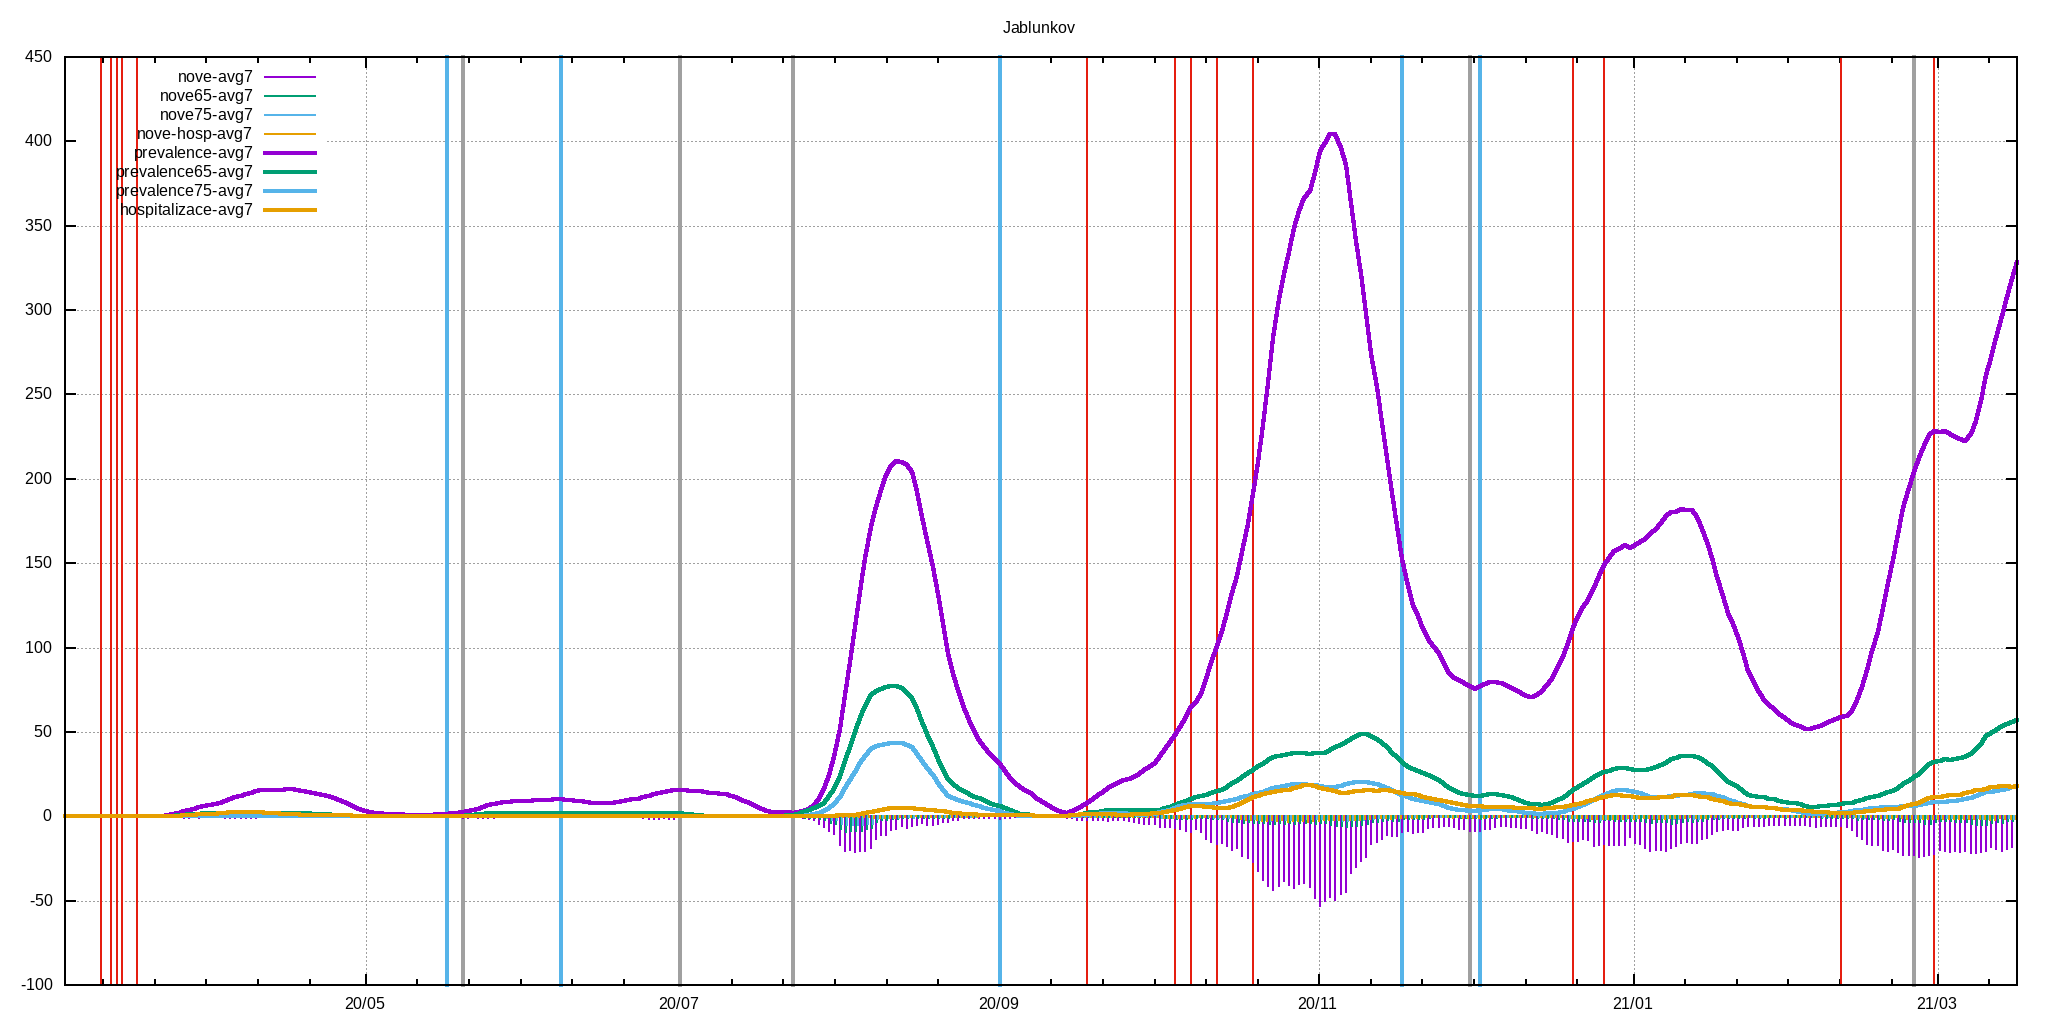 Jablunkov
450
400
350
300
250
200
150
100
50
0
-50
-100
nove-avg7
nove65-avg7
nove75-avg7
nove-hosp-avg7
prevalence-avg7
prevalence65-avg7
prevalence75-avg7
hospitalizace-avg7
20/05 20/07 20/09 20/11 21/01 21/03